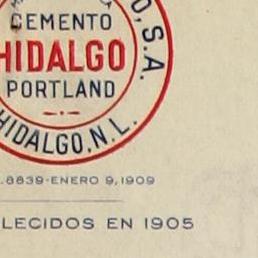 O, S.A.
CEMENTO
HIDALGO
PORTLAND
HIDALGO, N.L.
.8839-ENERO 9,1909
LECIDOS EN 1905